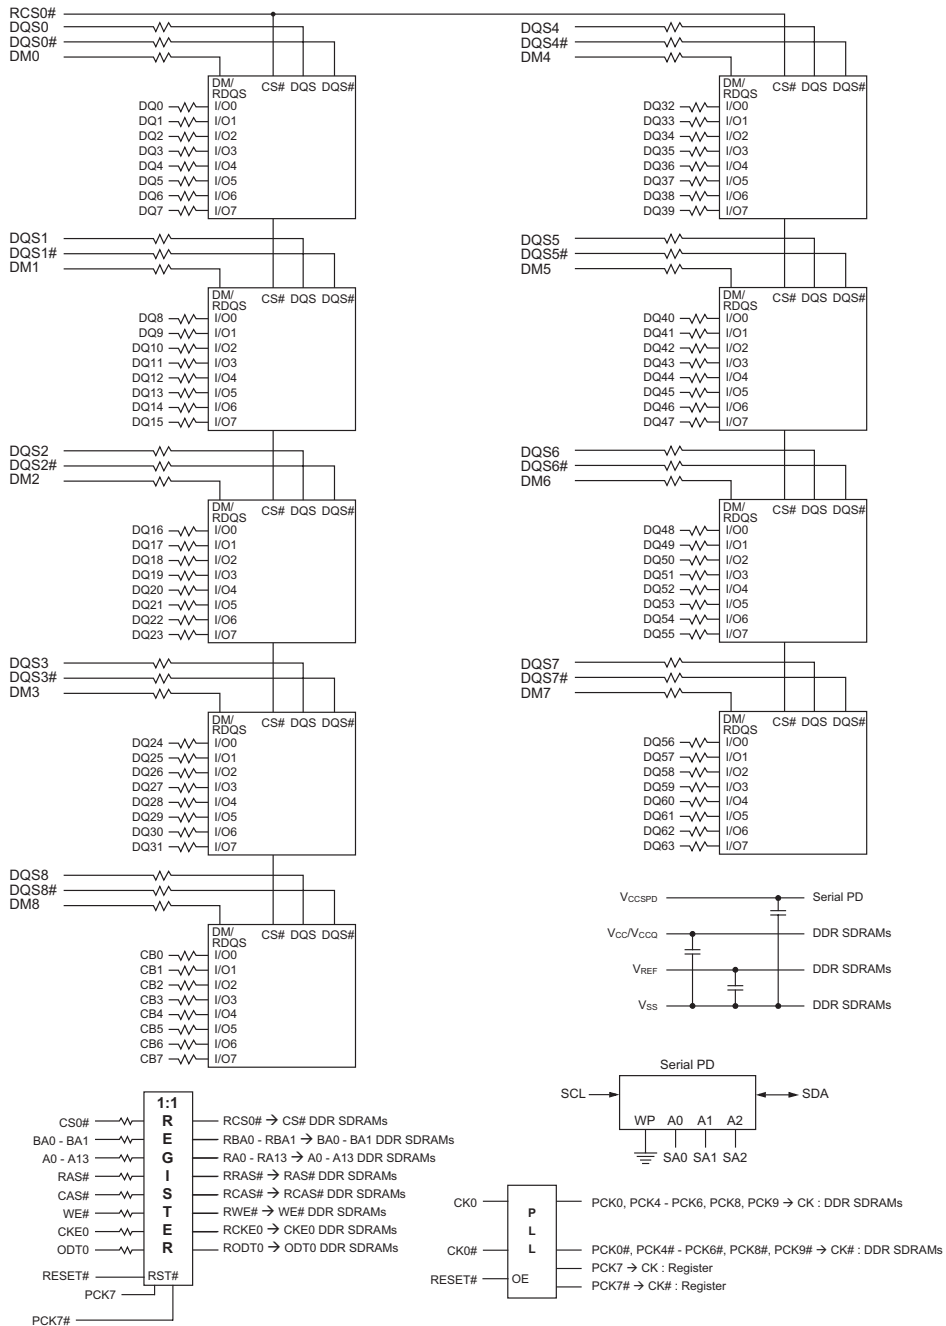 RCS0#
DQS0
DQS0#
DM0
DM/
RDQS
CS# DQS DQS#
DQ0 I/O0
DQ1 I/O1
DQ2 I/O2
DQ3 I/O3
DQ4 I/O4
DQ5 I/O5
DQ6 I/O6
DQ7 I/O7
DQS1
DQS1#
DM1
DM/
RDQS
CS# DQS DQS#
DQ8 I/O0
DQ9 I/O1
DQ10 I/O2
DQ11 I/O3
DQ12 I/O4
DQ13 I/O5
DQ14 I/O6
DQ15 I/O7
DQS2
DQS2#
DM2
DM/
RDQS
CS# DQS DQS#
DQ16 I/O0
DQ17 I/O1
DQ18 I/O2
DQ19 I/O3
DQ20 I/O4
DQ21 I/O5
DQ22 I/O6
DQ23 I/O7
DQS3
DQS3#
DM3
DM/
RDQS
CS# DQS DQS#
DQ24 I/O0
DQ25 I/O1
DQ26 I/O2
DQ27 I/O3
DQ28 I/O4
DQ29 I/O5
DQ30 I/O6
DQ31 I/O7
DQS8
DQS8#
DM8
DM/
RDQS
CS# DQS DQS#
CB0 I/O0
CB1 I/O1
CB2 I/O2
CB3 I/O3
CB4 I/O4
CB5 I/O5
CB6 I/O6
CB7 I/O7
DQS4
DQS4#
DM4
DM/
RDQS
CS# DQS DQS#
DQ32 I/O0
DQ33 I/O1
DQ34 I/O2
DQ35 I/O3
DQ36 I/O4
DQ37 I/O5
DQ38 I/O6
DQ39 I/O7
DQS5
DQS5#
DM5
DM/
RDQS
CS# DQS DQS#
DQ40 I/O0
DQ41 I/O1
DQ42 I/O2
DQ43 I/O3
DQ44 I/O4
DQ45 I/O5
DQ46 I/O6
DQ47 I/O7
DQS6
DQS6#
DM6
DM/
RDQS
CS# DQS DQS#
DQ48 I/O0
DQ49 I/O1
DQ50 I/O2
DQ51 I/O3
DQ52 I/O4
DQ53 I/O5
DQ54 I/O6
DQ55 I/O7
DQS7
DQS7#
DM7
DM/
RDQS
CS# DQS DQS#
DQ56 I/O0
DQ57 I/O1
DQ58 I/O2
DQ59 I/O3
DQ60 I/O4
DQ61 I/O5
DQ62 I/O6
DQ63 I/O7
VCCSPD Serial PD
VCC/VCCQ DDR SDRAMs
VREF DDR SDRAMs
VSS DDR SDRAMs
Serial PD
SCL SDA
WP A0 A1 A2
SA0 SA1 SA2
1:1
CS0# R RCS0# → CS# DDR SDRAMs
BA0 - BA1 E RBA0 - RBA1 → BA0 - BA1 DDR SDRAMs
A0 - A13 G RA0 - RA13 → A0 - A13 DDR SDRAMs
RAS# I RRAS# → RAS# DDR SDRAMs
CAS# S RCAS# → RCAS# DDR SDRAMs
WE# T RWE# → WE# DDR SDRAMs
CKE0 E RCKE0 → CKE0 DDR SDRAMs
ODT0 R RODT0 → ODT0 DDR SDRAMs
RESET# RST#
PCK7
PCK7#
CK0 PCK0, PCK4 - PCK6, PCK8, PCK9 → CK : DDR SDRAMs
P
L
L
CK0# PCK0#, PCK4# - PCK6#, PCK8#, PCK9# → CK# : DDR SDRAMs
PCK7 → CK : Register
RESET# OE
PCK7# → CK# : Register